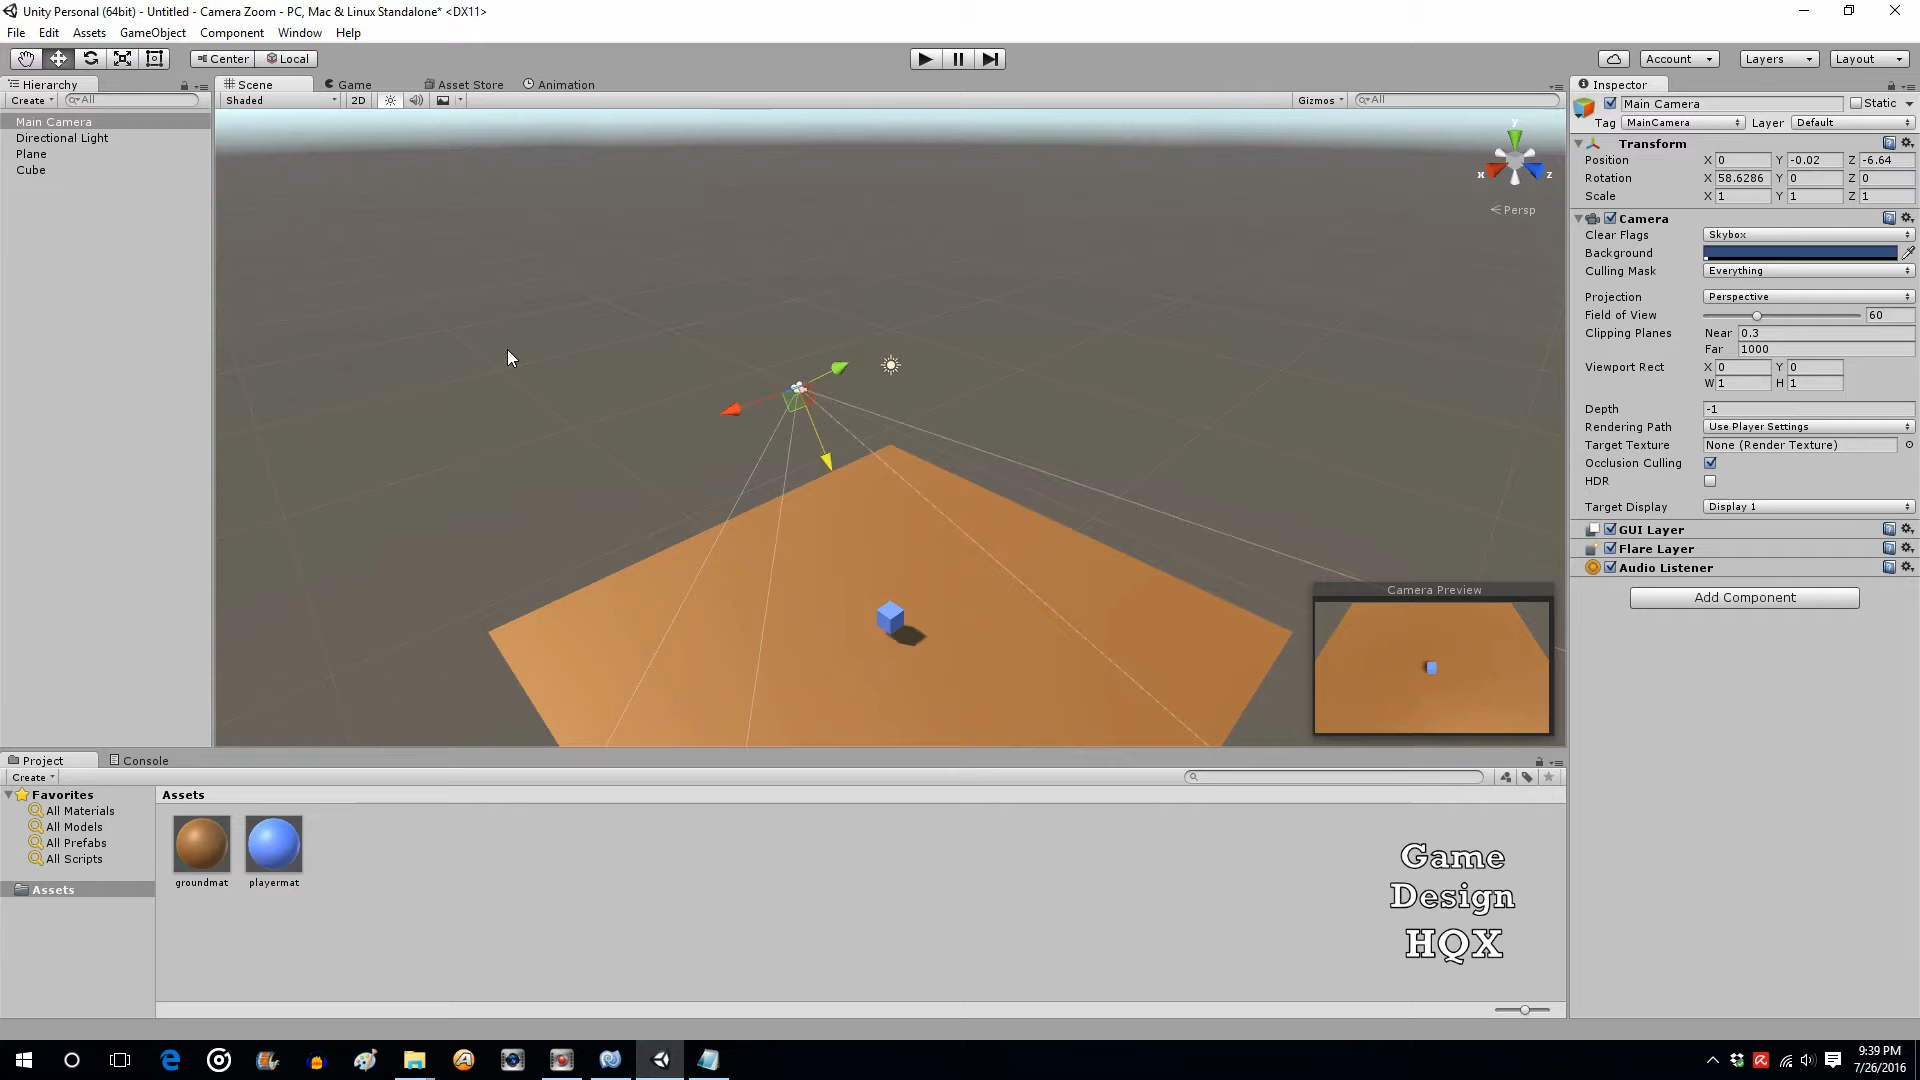 Unity Personal (64bit) - Untitled - Camera Zoom - PC, Mac & Linux Standalone* <DX11>
File Edit Assets GameObject Component Window Help
Center Local Account Layers Layout
Hierarchy
Create All
Main Camera
Directional Light
Plane
Cube
Scene Game Asset Store Animation
Shaded 2D Gizmos All
y
x z
Persp
Camera Preview
Inspector
Main Camera Static
Tag MainCamera Layer Default
Transform
Position X 0 Y -0.02 Z -6.64
Rotation X 58.6286 Y 0 Z 0
Scale X 1 Y 1 Z 1
Camera
Clear Flags Skybox
Background
Culling Mask Everything
Projection Perspective
Field of View 60
Clipping Planes Near 0.3
Far 1000
Viewport Rect X 0 Y 0
W 1 H 1
Depth -1
Rendering Path Use Player Settings
Target Texture None (Render Texture)
Occlusion Culling
HDR
Target Display Display 1
GUI Layer
Flare Layer
Audio Listener
Add Component
Project Console
Create
Favorites
All Materials
All Models
All Prefabs
All Scripts
Assets
Assets
groundmat playermat
Game
Design
HQX
9:39 PM
7/26/2016